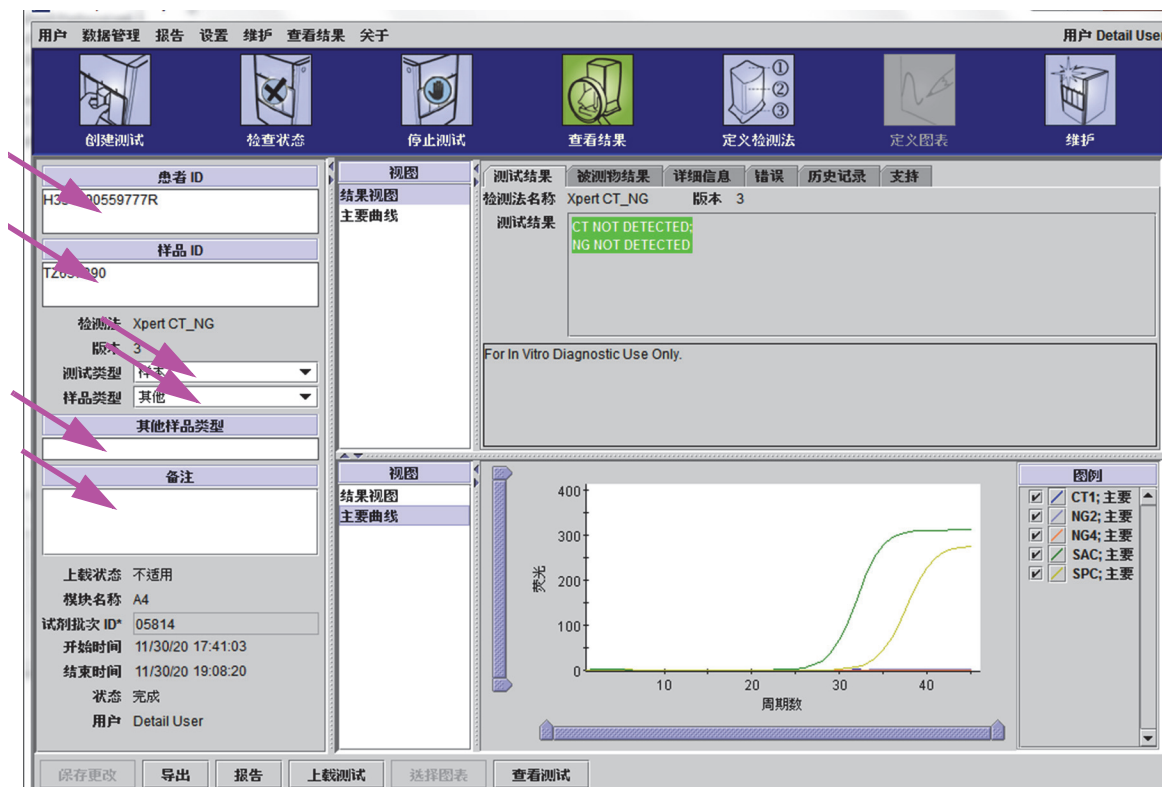 用户 数据管理 报告 设置 维护 查看结果 关于
用户 Detail User
创建测试 检查状态 停止测试 查看结果 定义检测法 定义图表 维护
患者 ID
样品 ID
检测法 Xpert CT_NG
版本 3
测试类型 样本
样品类型 其他
其他样品类型
备注
上载状态 不适用
模块名称 A4
试剂批次 ID* 05814
开始时间 11/30/20 17:41:03
结束时间 11/30/20 19:08:20
状态 完成
用户 Detail User
视图
结果视图
主要曲线
测试结果 被测物结果 详细信息 错误 历史记录 支持
检测法名称 Xpert CT_NG 版本 3
测试结果 CT NOT DETECTED;
NG NOT DETECTED
For In Vitro Diagnostic Use Only.
视图
结果视图
主要曲线
400
300
200
100
0
10 20 30 40
荧光
周期数
图例
CT1; 主要
NG2; 主要
NG4; 主要
SAC; 主要
SPC; 主要
保存更改 导出 报告 上载测试 选择图表 查看测试